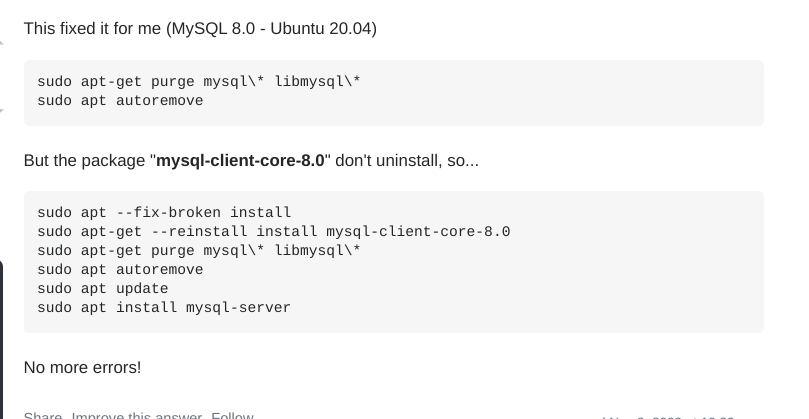 This fixed it for me (MySQL 8.0 - Ubuntu 20.04)
sudo apt-get purge mysql\* libmysql\*
sudo apt autoremove
But the package "mysql-client-core-8.0" don't uninstall, so...
sudo apt --fix-broken install
sudo apt-get --reinstall install mysql-client-core-8.0
sudo apt-get purge mysql\* libmysql\*
sudo apt autoremove
sudo apt update
sudo apt install mysql-server
No more errors!
Share Improve this answer Follow